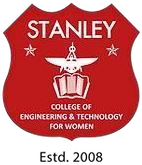 STANLEY
COLLEGE OF
ENGINEERING & TECHNOLOGY
FOR WOMEN
Estd. 2008